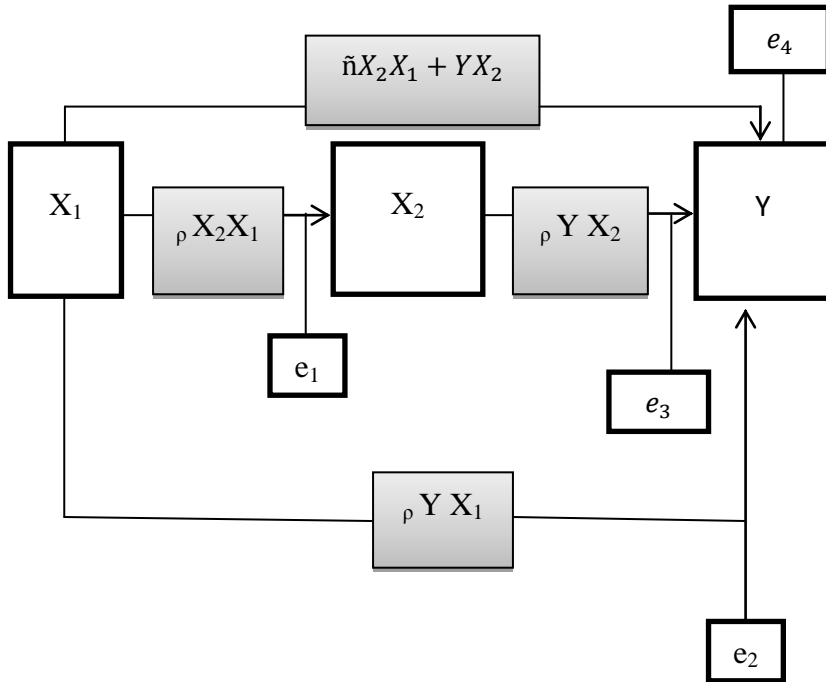 e₄
ñX₂X₁ + YX₂
X₁
ρ X₂X₁
X₂
ρ Y X₂
Y
e₁
e₃
ρ Y X₁
e₂